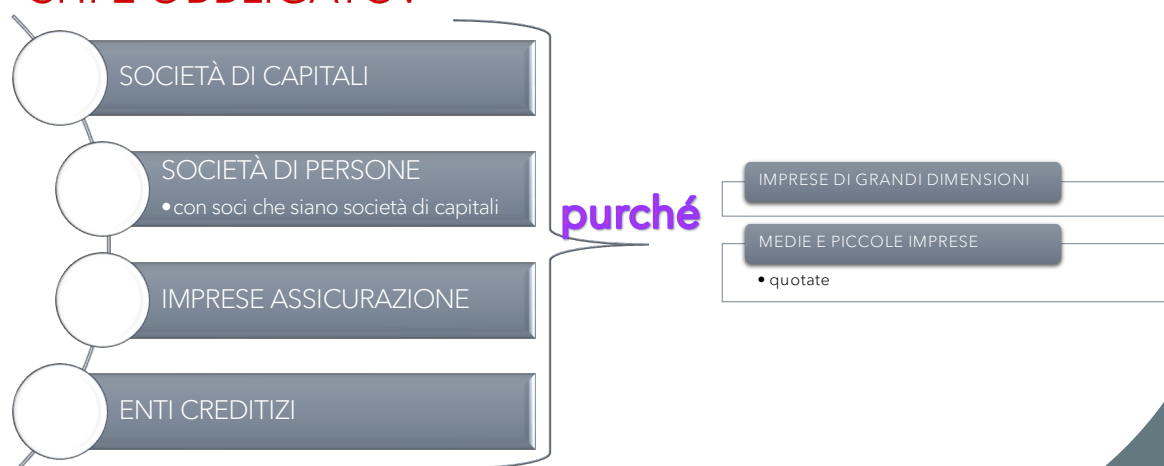 SOCIETÀ DI CAPITALI
SOCIETÀ DI PERSONE
•con soci che siano società di capitali
IMPRESE ASSICURAZIONE
ENTI CREDITIZI
purché
IMPRESE DI GRANDI DIMENSIONI
MEDIE E PICCOLE IMPRESE
• quotate